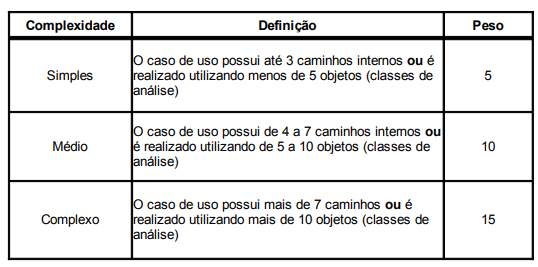 Complexidade Definição Peso
O caso de uso possui até 3 caminhos internos ou é
realizado utilizando menos de 5 objetos (classes de
análise)
Simples
5
O caso de uso possui de 4 a 7 caminhos internos ou
é realizado utilizando de 5 a 10 objetos (classes de
análise)
Médio
10
O caso de uso possui mais de 7 caminhos ou é
realizado utilizando mais de 10 objetos (classes de
análise)
Complexo
15